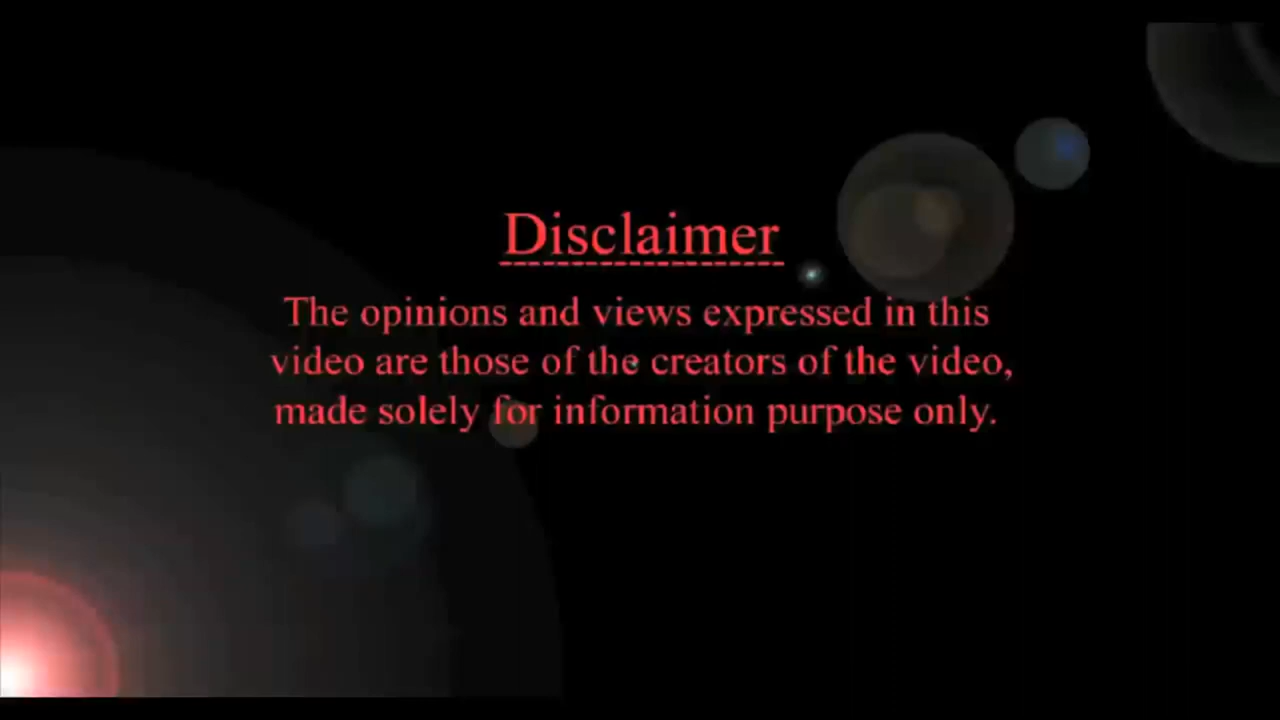 Disclaimer
The opinions and views expressed in this
video are those of the creators of the video,
made solely for information purpose only.